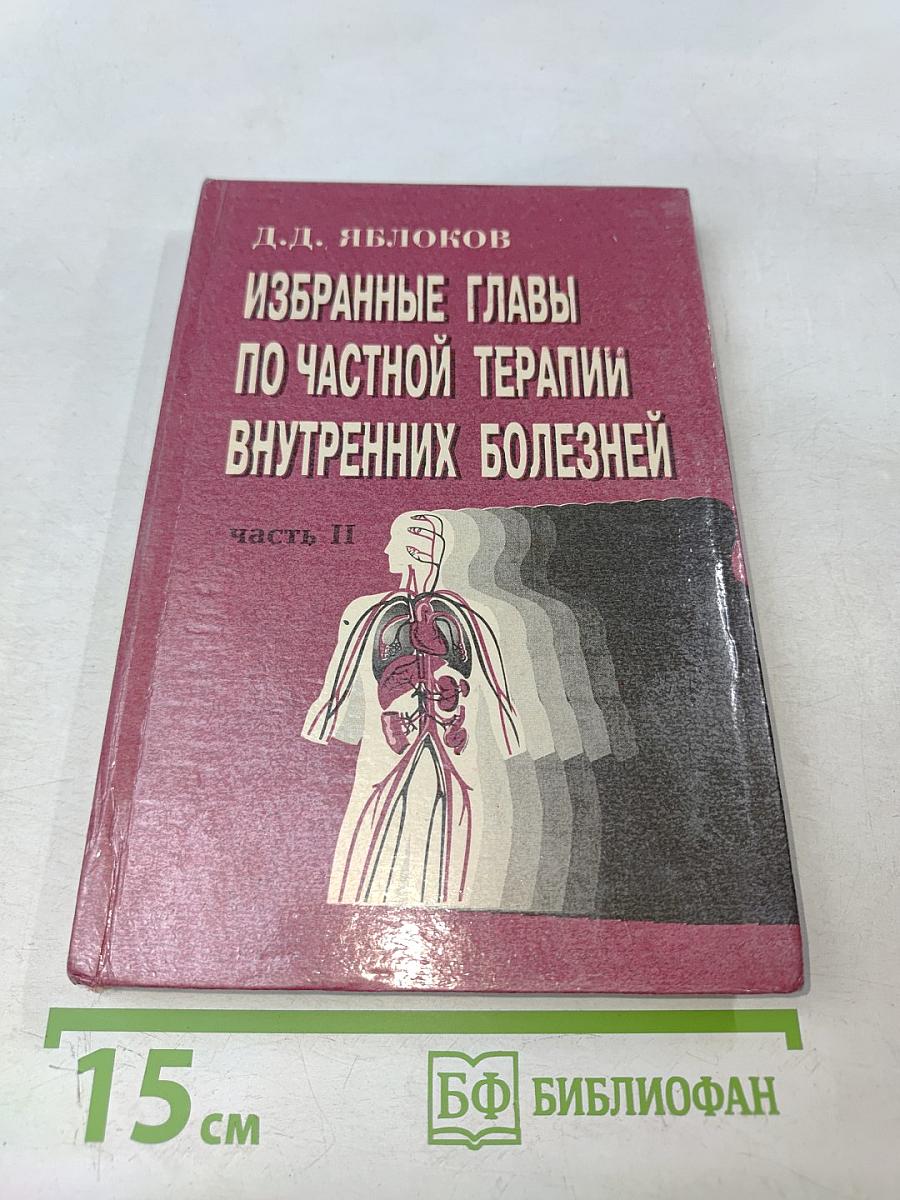 Д.Д. ЯБЛОКОВ
ИЗБРАННЫЕ ГЛАВЫ
ПО ЧАСТНОЙ ТЕРАПИИ
ВНУТРЕННИХ БОЛЕЗНЕЙ
часть II
15 см
БФ БИБЛИОФАН